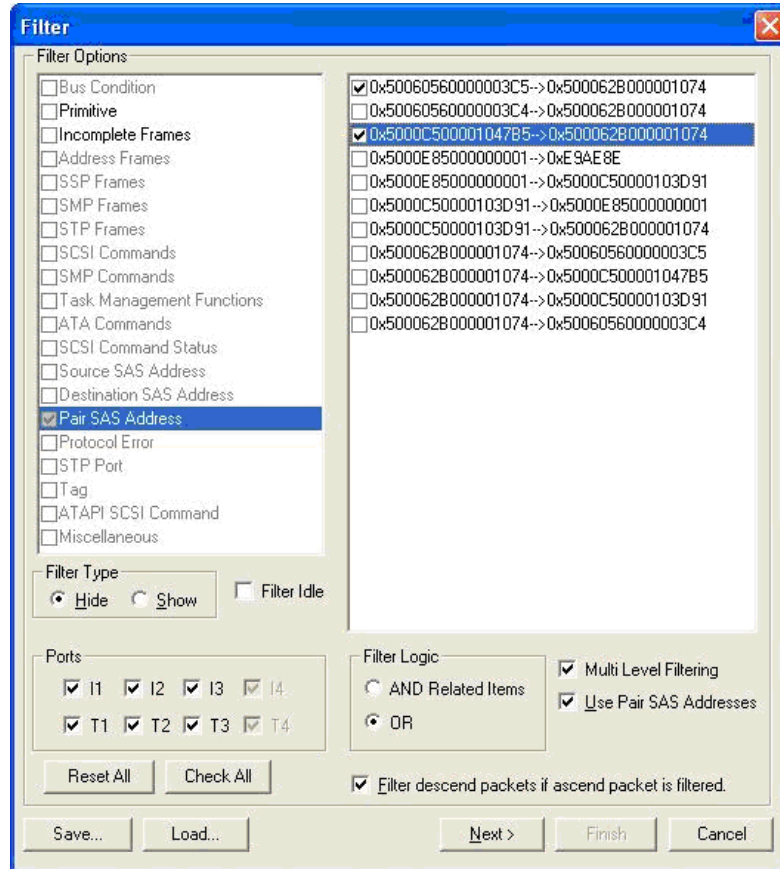 Filter
Filter Options
Bus Condition
Primitive
Incomplete Frames
Address Frames
SSP Frames
SMP Frames
STP Frames
SCSI Commands
SMP Commands
Task Management Functions
ATA Commands
SCSI Command Status
Source SAS Address
Destination SAS Address
Pair SAS Address
Protocol Error
STP Port
Tag
ATAPI SCSI Command
Miscellaneous
0x50060560000003C5-->0x500062B000001074
0x50060560000003C4-->0x500062B000001074
0x5000C500001047B5-->0x500062B000001074
0x5000E85000000001-->0xE9AE8E
0x5000E85000000001-->0x5000C50000103D91
0x5000C50000103D91-->0x5000E85000000001
0x5000C50000103D91-->0x500062B000001074
0x500062B000001074-->0x50060560000003C5
0x500062B000001074-->0x5000C500001047B5
0x500062B000001074-->0x5000C50000103D91
0x500062B000001074-->0x50060560000003C4
Filter Type
Hide Show
Filter Idle
Ports
I1 I2 I3 I4
T1 T2 T3 T4
Filter Logic
AND Related Items
OR
Multi Level Filtering
Use Pair SAS Addresses
Reset All Check All
Filter descend packets if ascend packet is filtered.
Save... Load... Next > Finish Cancel